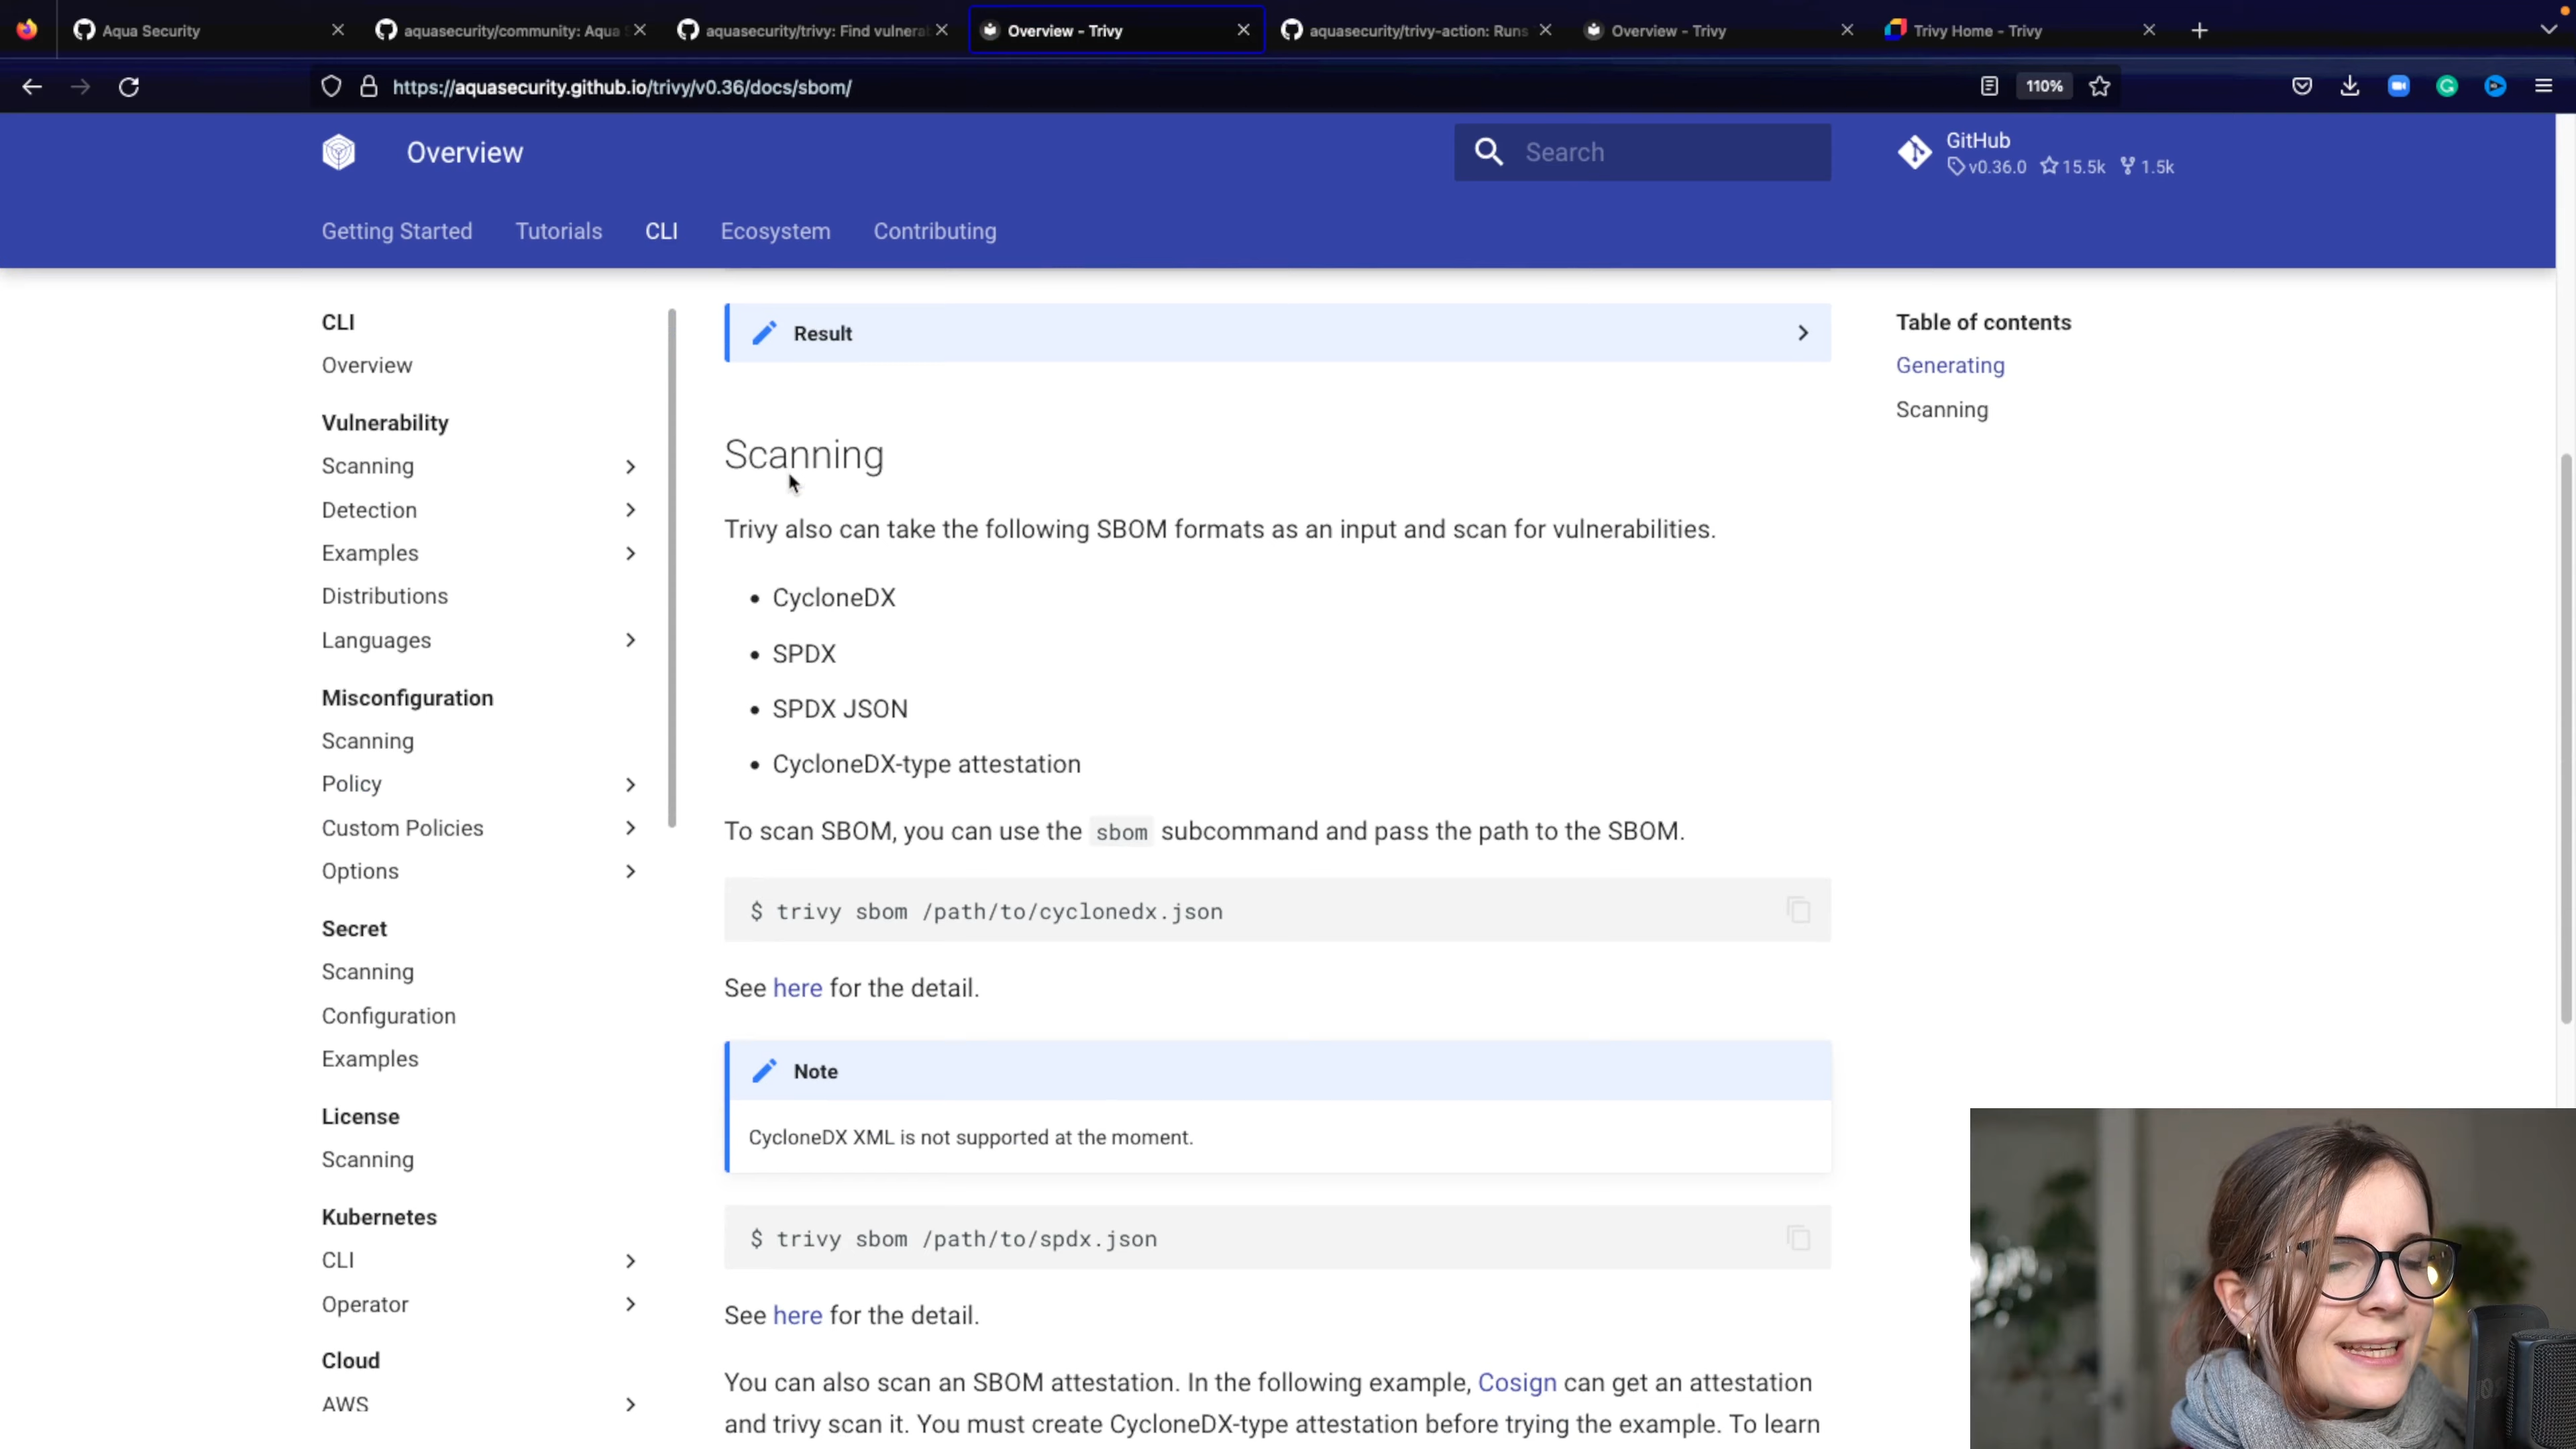 Aqua Security
aquasecurity/community: Aqua
aquasecurity/trivy: Find vulnera
Overview - Trivy
aquasecurity/trivy-action: Runs
Overview - Trivy
Trivy Home - Trivy
https://aquasecurity.github.io/trivy/v0.36/docs/sbom/
110%
Overview
Search
GitHub
v0.36.0 15.5k 1.5k
Getting Started Tutorials CLI Ecosystem Contributing
CLI
Overview
Vulnerability
Scanning
Detection
Examples
Distributions
Languages
Misconfiguration
Scanning
Policy
Custom Policies
Options
Secret
Scanning
Configuration
Examples
License
Scanning
Kubernetes
CLI
Operator
Cloud
AWS
Result
Scanning
Trivy also can take the following SBOM formats as an input and scan for vulnerabilities.
• CycloneDX
• SPDX
• SPDX JSON
• CycloneDX-type attestation
To scan SBOM, you can use the sbom subcommand and pass the path to the SBOM.
$ trivy sbom /path/to/cyclonedx.json
See here for the detail.
Note
CycloneDX XML is not supported at the moment.
$ trivy sbom /path/to/spdx.json
See here for the detail.
You can also scan an SBOM attestation. In the following example, Cosign can get an attestation
and trivy scan it. You must create CycloneDX-type attestation before trying the example. To learn
Table of contents
Generating
Scanning